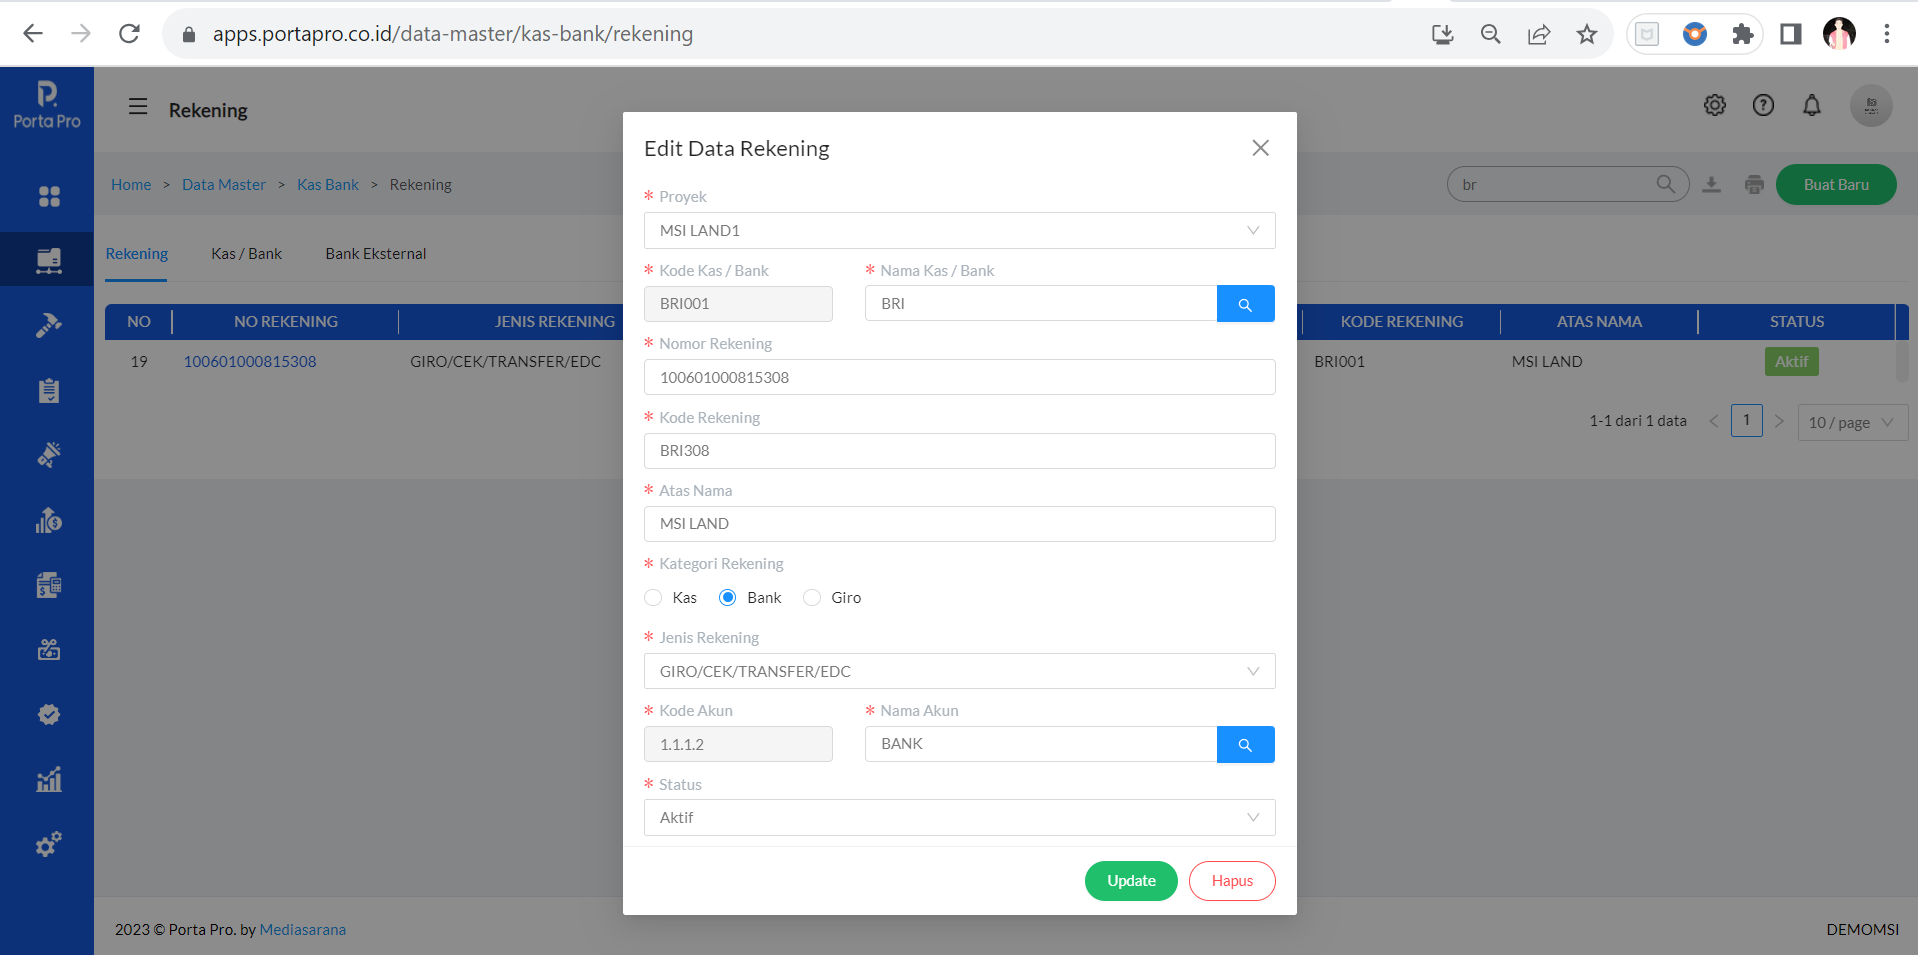 apps.portapro.co.id/data-master/kas-bank/rekening
Porta Pro
Rekening
Home > Data Master > Kas Bank > Rekening
br
Buat Baru
Rekening Kas / Bank Bank Eksternal
NO NO REKENING JENIS REKENING KODE REKENING ATAS NAMA STATUS
19 100601000815308 GIRO/CEK/TRANSFER/EDC BRI001 MSI LAND Aktif
1-1 dari 1 data < 1 > 10 / page
Edit Data Rekening
* Proyek
MSI LAND1
* Kode Kas / Bank * Nama Kas / Bank
BRI001 BRI
* Nomor Rekening
100601000815308
* Kode Rekening
BRI308
* Atas Nama
MSI LAND
* Kategori Rekening
Kas Bank Giro
* Jenis Rekening
GIRO/CEK/TRANSFER/EDC
* Kode Akun * Nama Akun
1.1.1.2 BANK
* Status
Aktif
Update Hapus
2023 © Porta Pro. by Mediasarana
DEMOMSI